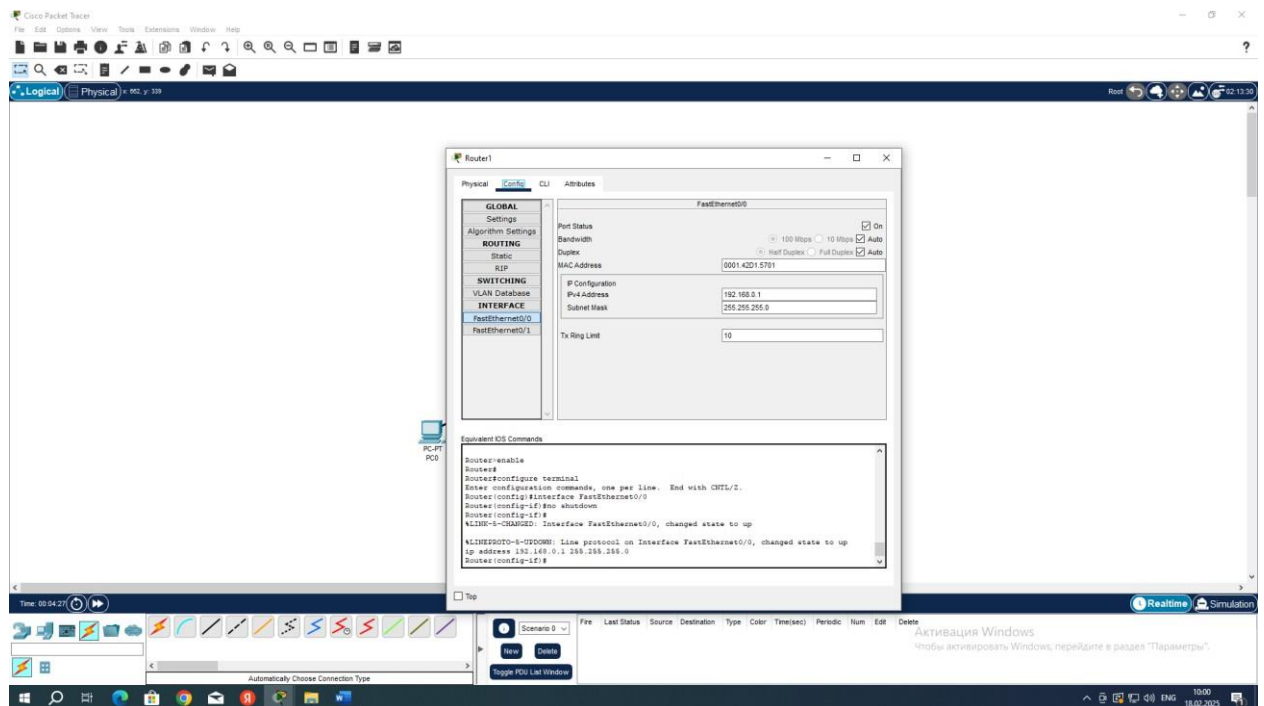 Cisco Packet Tracer
File Edit Options View Tools Extensions Window Help
?
Logical Physical x: 662, y: 339 Root 02:13:30
Router1
Physical Config CLI Attributes
GLOBAL
Settings
Algorithm Settings
ROUTING
Static
RIP
SWITCHING
VLAN Database
INTERFACE
FastEthernet0/0
FastEthernet0/1
FastEthernet0/0
Port Status On
Bandwidth 100 Mbps 10 Mbps Auto
Duplex Half Duplex Full Duplex Auto
MAC Address 0001.42D1.5701
IP Configuration
IPv4 Address 192.168.0.1
Subnet Mask 255.255.255.0
Tx Ring Limit 10
PC-PT
PC0
Equivalent IOS Commands
Router>enable
Router#
Router#configure terminal
Enter configuration commands, one per line. End with CNTL/Z.
Router(config)#interface FastEthernet0/0
Router(config-if)#no shutdown
Router(config-if)#
%LINK-5-CHANGED: Interface FastEthernet0/0, changed state to up
%LINEPROTO-5-UPDOWN: Line protocol on Interface FastEthernet0/0, changed state to up
ip address 192.168.0.1 255.255.255.0
Router(config-if)#
Top
Time: 00:04:27 Realtime Simulation
Scenario 0
New Delete
Toggle PDU List Window
Fire Last Status Source Destination Type Color Time(sec) Periodic Num Edit Delete
Активация Windows
Чтобы активировать Windows, перейдите в раздел "Параметры".
Automatically Choose Connection Type
ENG
10:00
18.02.2025